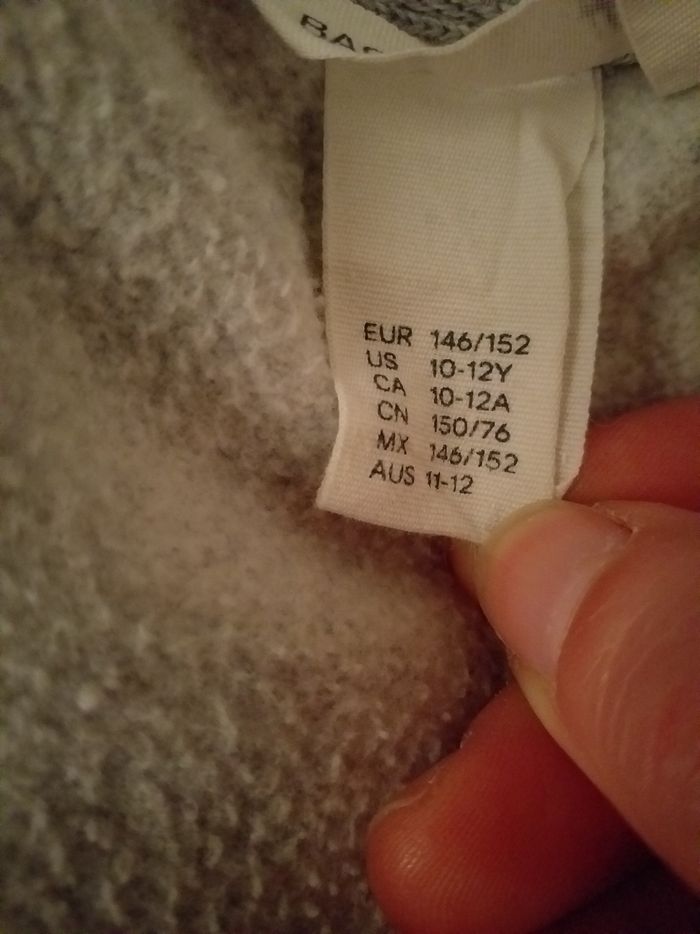 EUR 146/152
US 10-12Y
CA 10-12A
CN 150/76
MX 146/152
AUS 11-12